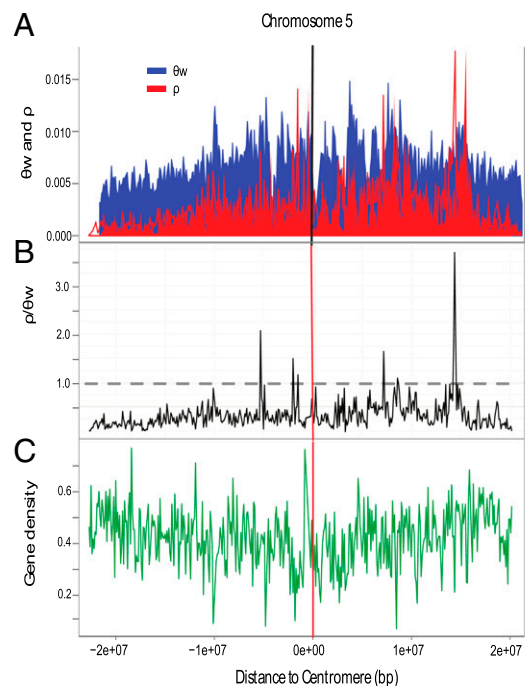 A
Chromosome 5
θw
ρ
0.015
0.010
0.005
0.000
θw and ρ
B
3.0
2.0
1.0
ρ/θw
C
0.6
0.4
0.2
Gene density
−2e+07 −1e+07 0e+00 1e+07 2e+07
Distance to Centromere (bp)